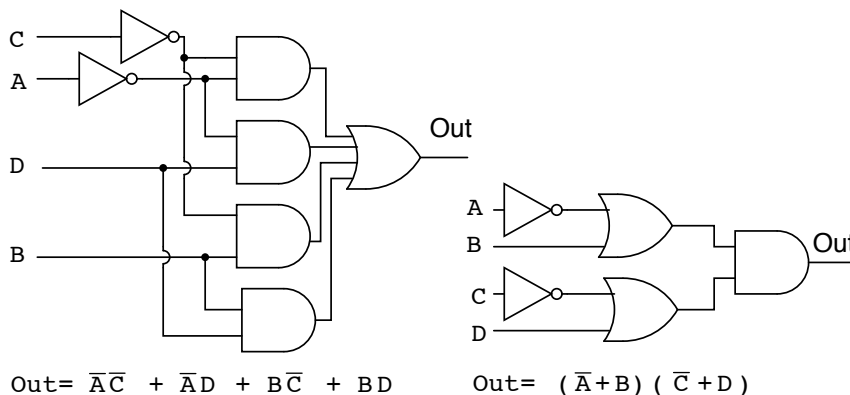 C
A
D
B
Out
Out= A̅C̅ + A̅D + BC̅ + BD
A
B
C
D
Out
Out= (A̅+B)(C̅+D)